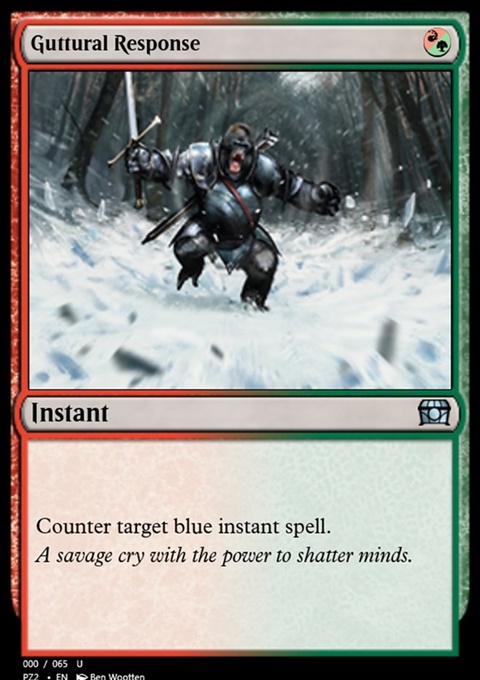 Guttural Response
Instant
Counter target blue instant spell.
A savage cry with the power to shatter minds.
000 / 065 U
PZ2 • EN Ben Wootten